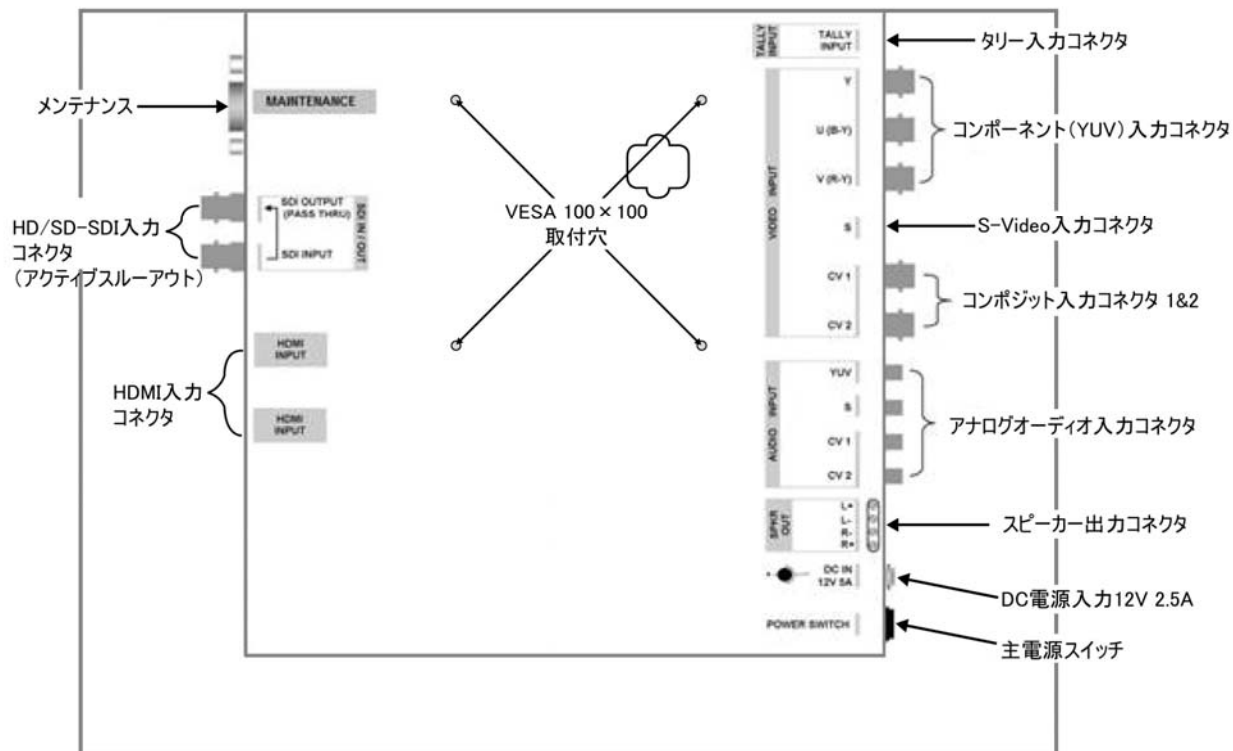 メンテナンス
MAINTENANCE
HD/SD-SDI入力
コネクタ
(アクティブスルーアウト)
SDI OUTPUT
(PASS THRU)
SDI INPUT
SDI IN / OUT
HDMI入力
コネクタ
HDMI
INPUT
HDMI
INPUT
VESA 100×100
取付穴
TALLY
INPUT
TALLY
INPUT
タリー入力コネクタ
VIDEO INPUT
Y
U (B-Y)
V (R-Y)
コンポーネント(YUV)入力コネクタ
S
S-Video入力コネクタ
CV 1
CV 2
コンポジット入力コネクタ 1&2
AUDIO INPUT
YUV
S
CV 1
CV 2
アナログオーディオ入力コネクタ
SPKR
OUT
L+
L-
R-
R+
スピーカー出力コネクタ
DC IN
12V 5A
DC電源入力12V 2.5A
POWER SWITCH
主電源スイッチ